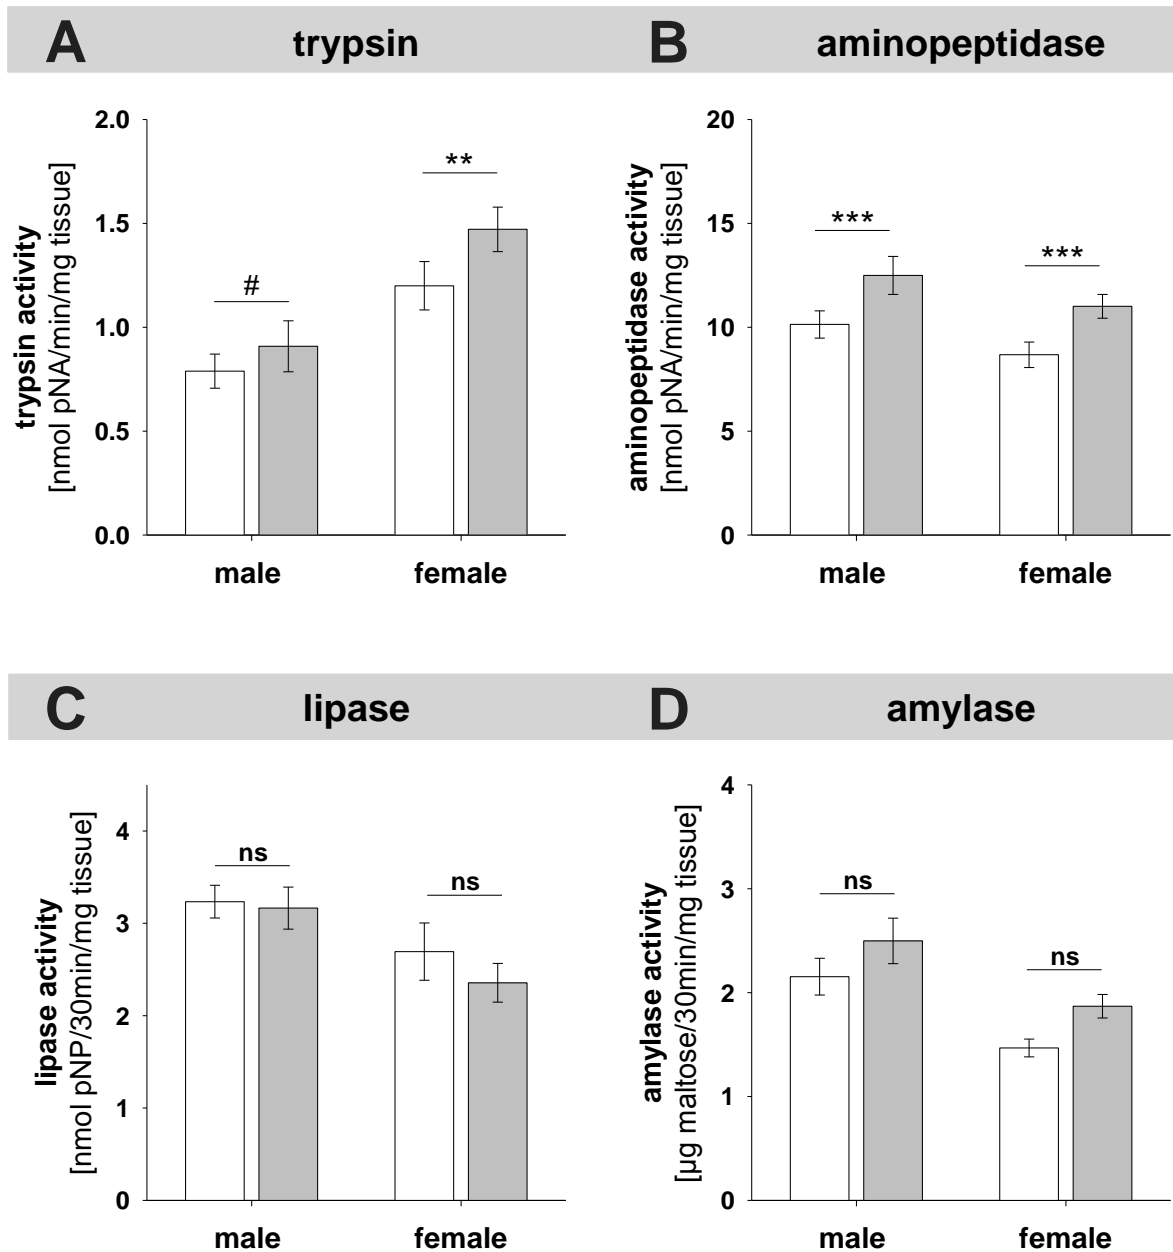 A trypsin
B aminopeptidase
trypsin activity
[nmol pNA/min/mg tissue]
2.0
1.5
1.0
0.5
0.0
#
**
male
female
aminopeptidase activity
[nmol pNA/min/mg tissue]
20
15
10
5
0
***
***
male
female
C lipase
D amylase
lipase activity
[nmol pNP/30min/mg tissue]
4
3
2
1
0
ns
ns
male
female
amylase activity
[µg maltose/30min/mg tissue]
4
3
2
1
0
ns
ns
male
female